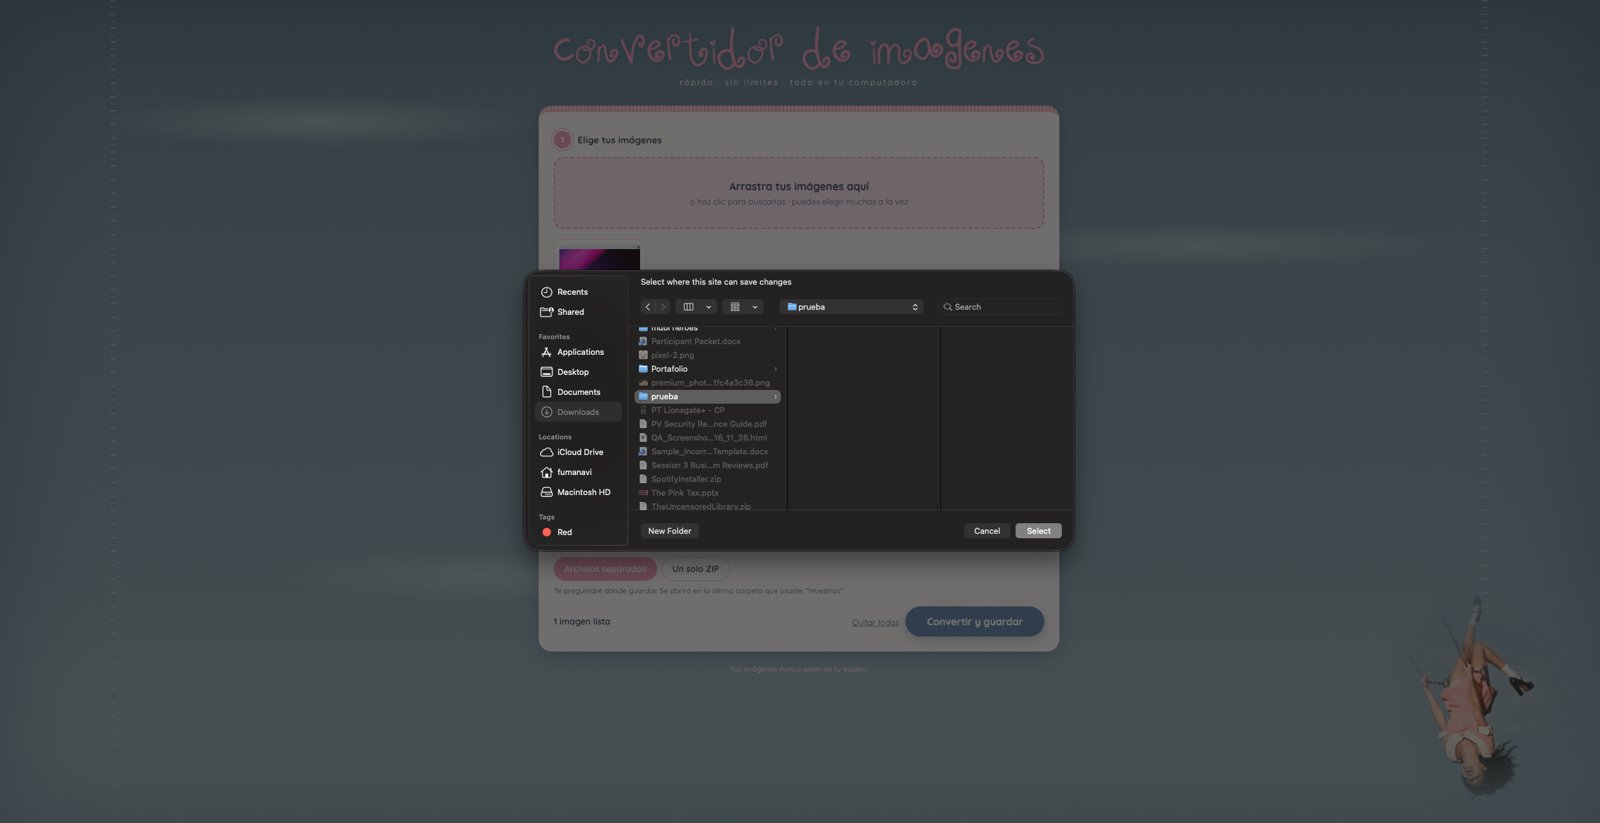 convertidor de imagenes
rápido · sin límites · todo en tu computadora
1 Elige tus imágenes
Arrastra tus imágenes aquí
o haz clic para buscarlas · puedes elegir muchas a la vez
Select where this site can save changes
Recents
Shared
Favorites
Applications
Desktop
Documents
Downloads
Locations
iCloud Drive
fumanavi
Macintosh HD
Tags
Red
prueba
Search
mubi heroes
Participant Packet.docx
pixel-2.png
Portafolio
premium_phot...1fc4a3c36.png
prueba
PT Lionsgate+ - CP
PV Security Re...nce Guide.pdf
QA_Screensho...16_11_36.html
Sample_Incorr...Template.docx
Session 3 Busi...m Reviews.pdf
SpotifyInstaller.zip
The Pink Tax.pptx
TheUncensoredLibrary.zip
New Folder
Cancel
Select
Archivos separados
Un solo ZIP
Te preguntaré dónde guardar. Se abrirá en la última carpeta que usaste: "Muestras".
1 imagen lista
Quitar todas
Convertir y guardar
Tus imágenes nunca salen de tu equipo.